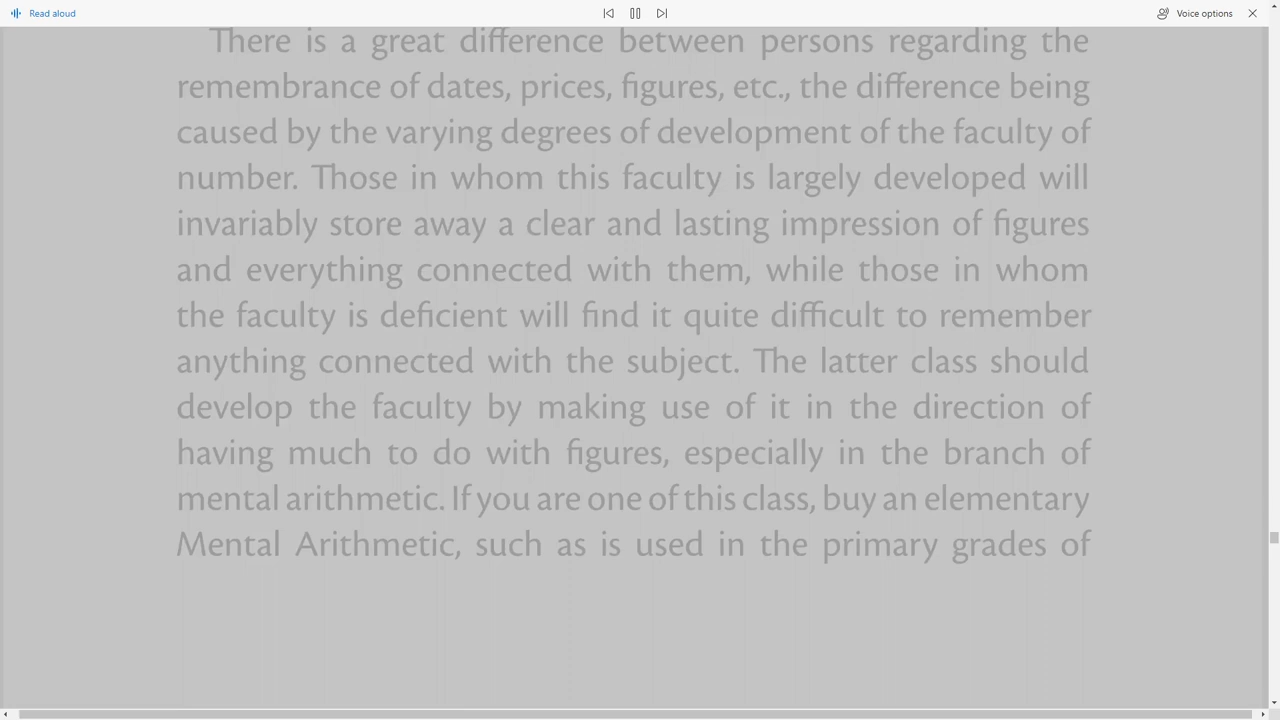 Read aloud
Voice options
There is a great difference between persons regarding the
remembrance of dates, prices, figures, etc., the difference being
caused by the varying degrees of development of the faculty of
number. Those in whom this faculty is largely developed will
invariably store away a clear and lasting impression of figures
and everything connected with them, while those in whom
the faculty is deficient will find it quite difficult to remember
anything connected with the subject. The latter class should
develop the faculty by making use of it in the direction of
having much to do with figures, especially in the branch of
mental arithmetic. If you are one of this class, buy an elementary
Mental Arithmetic, such as is used in the primary grades of